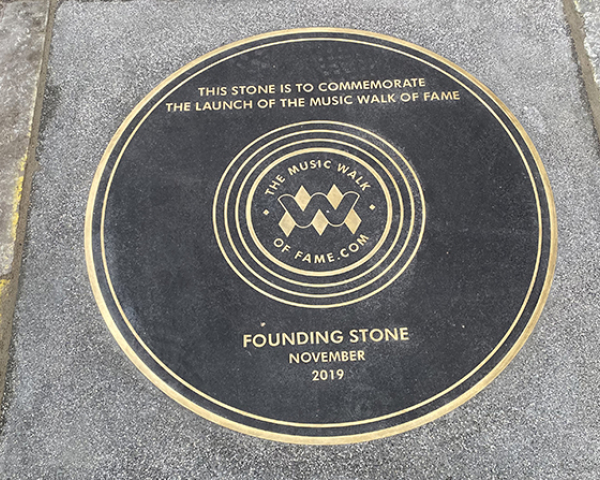 THIS STONE IS TO COMMEMORATE
THE LAUNCH OF THE MUSIC WALK OF FAME
THE MUSIC WALK
OF FAME.COM
FOUNDING STONE
NOVEMBER
2019